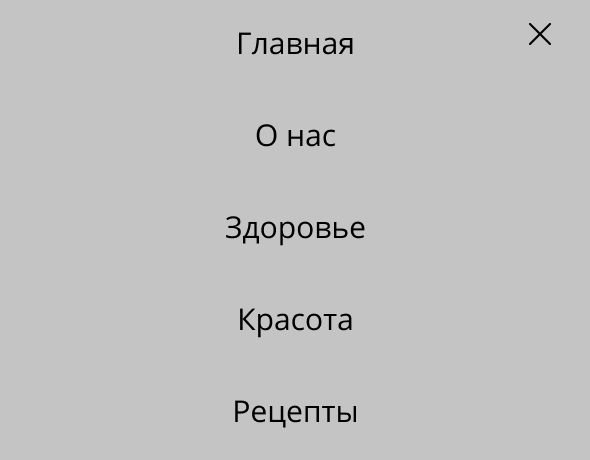 Главная
О нас
Здоровье
Красота
Рецепты